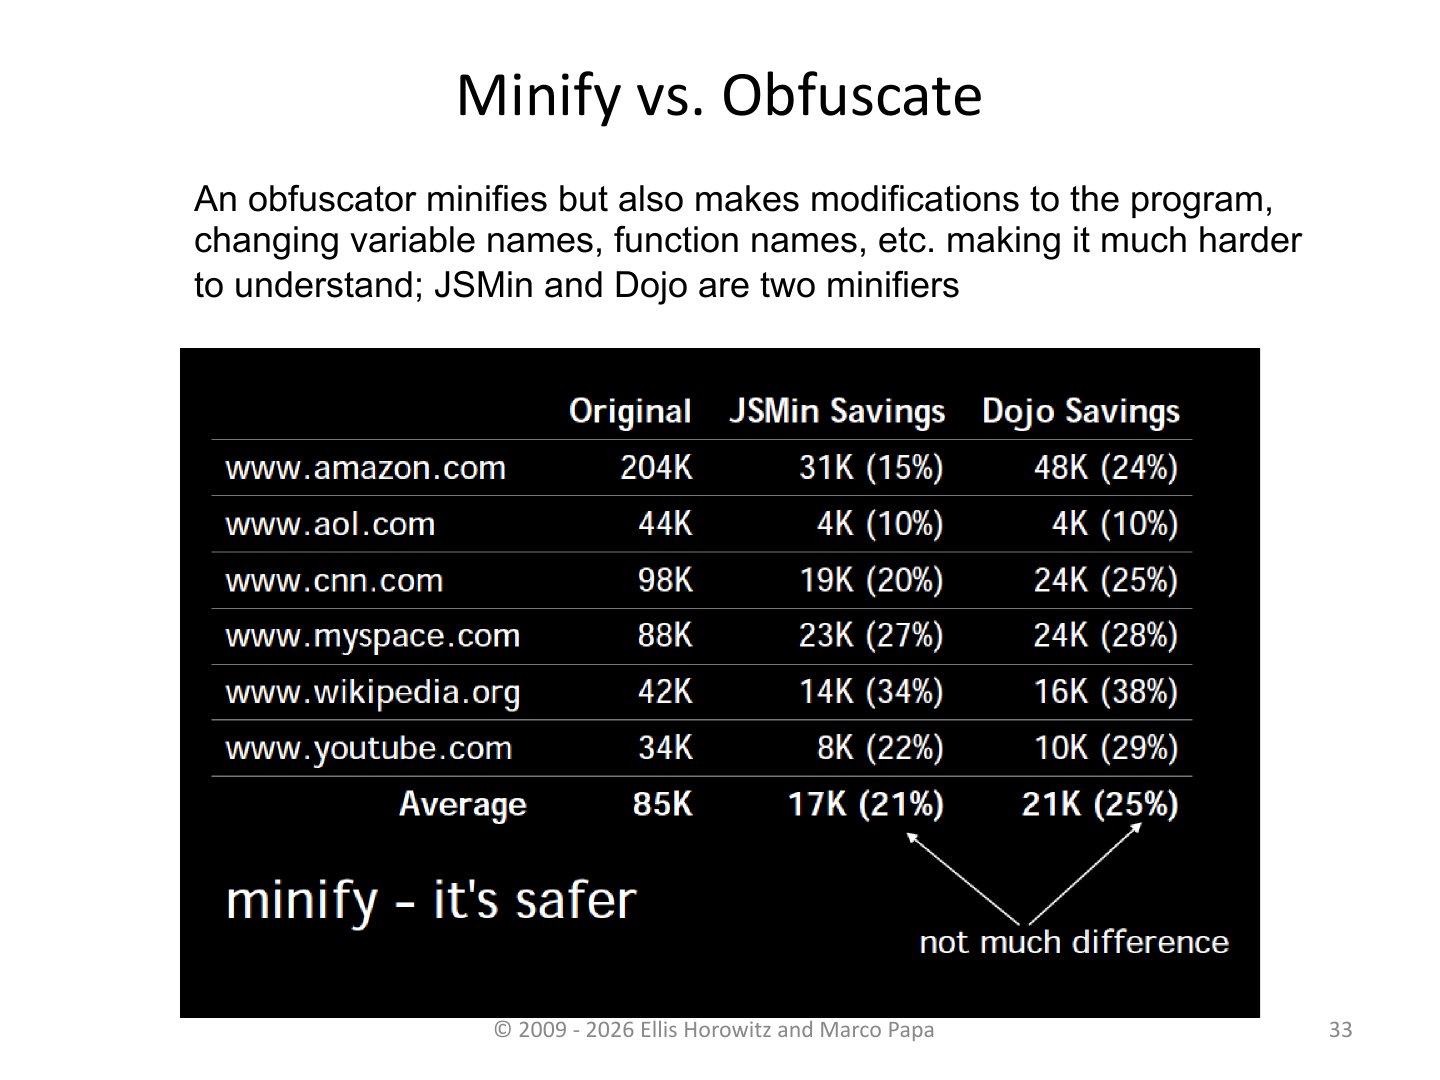 Minify vs. Obfuscate
An obfuscator minifies but also makes modifications to the program,
changing variable names, function names, etc. making it much harder
to understand; JSMin and Dojo are two minifiers
Original JSMin Savings Dojo Savings
www.amazon.com 204K 31K (15%) 48K (24%)
www.aol.com 44K 4K (10%) 4K (10%)
www.cnn.com 98K 19K (20%) 24K (25%)
www.myspace.com 88K 23K (27%) 24K (28%)
www.wikipedia.org 42K 14K (34%) 16K (38%)
www.youtube.com 34K 8K (22%) 10K (29%)
Average 85K 17K (21%) 21K (25%)
minify - it's safer
not much difference
© 2009 - 2026 Ellis Horowitz and Marco Papa 33